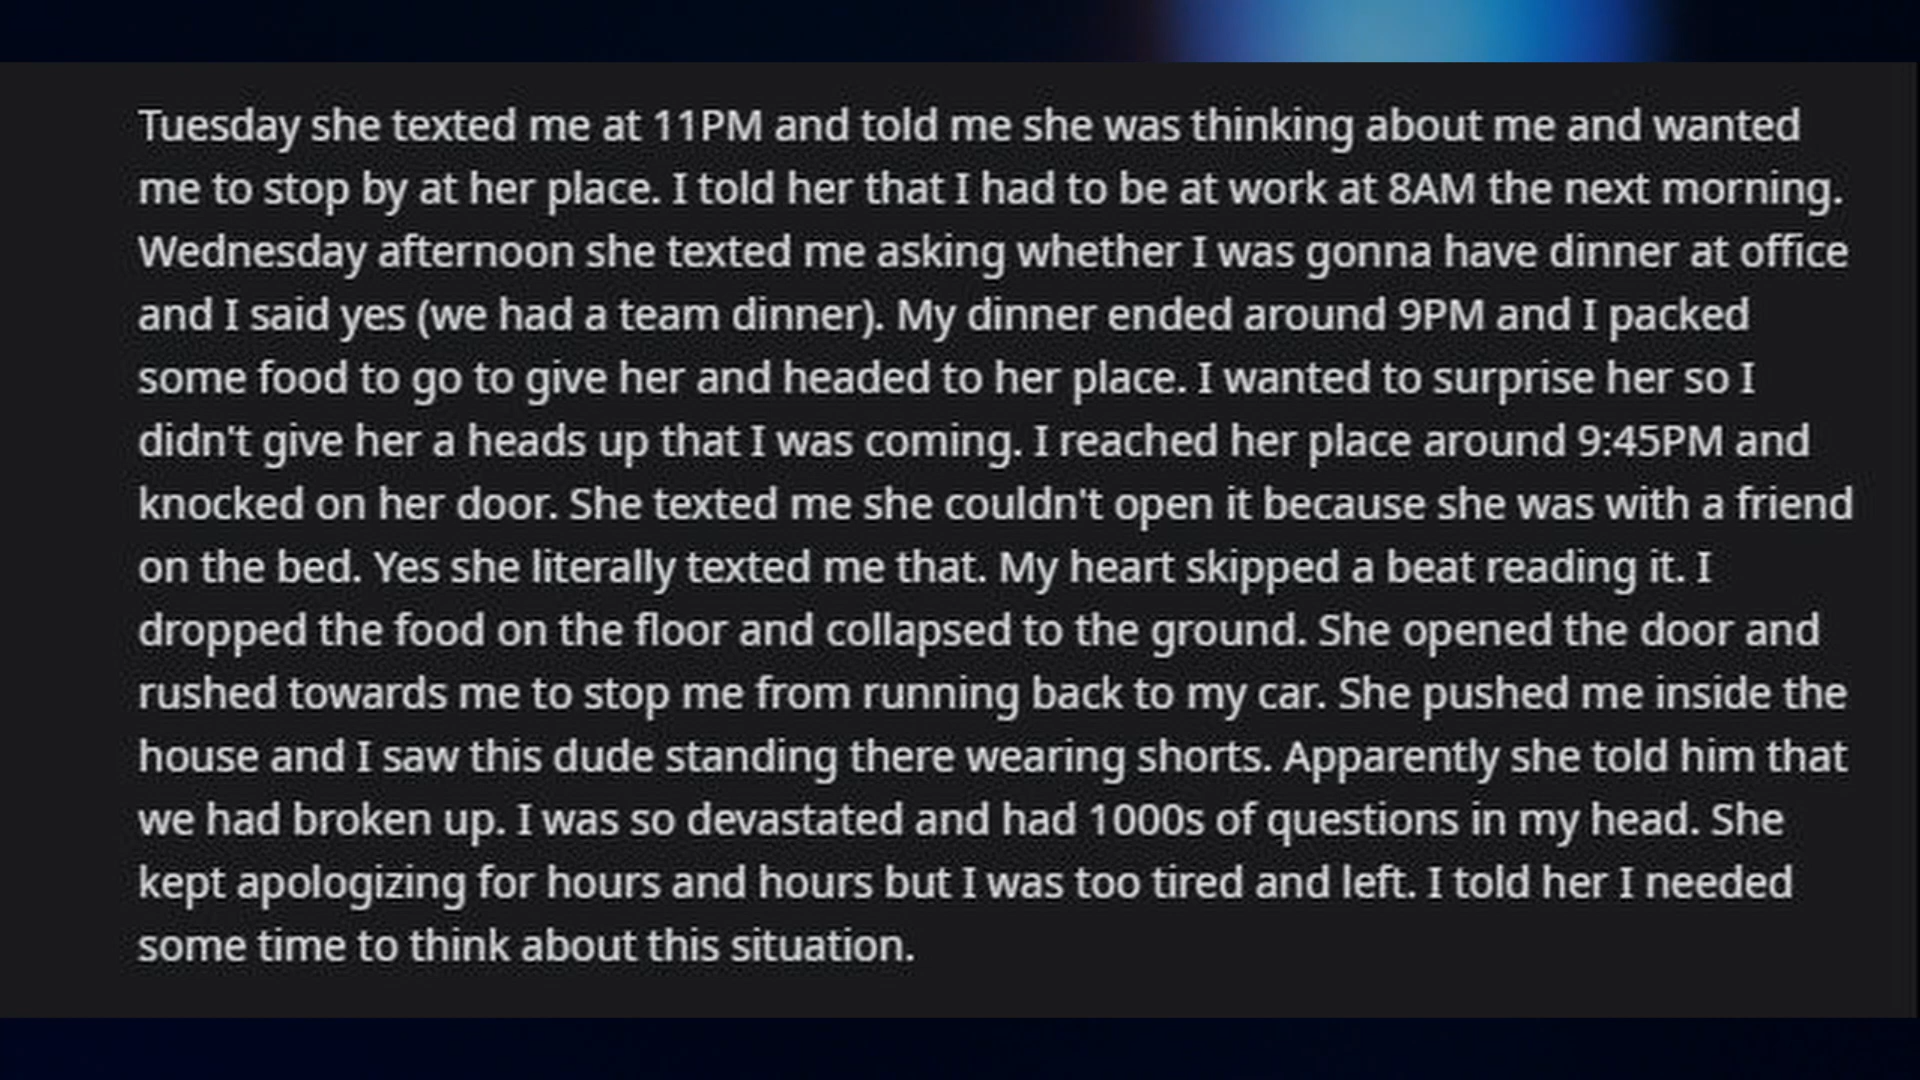 Tuesday she texted me at 11PM and told me she was thinking about me and wanted
me to stop by at her place. I told her that I had to be at work at 8AM the next morning.
Wednesday afternoon she texted me asking whether I was gonna have dinner at office
and I said yes (we had a team dinner). My dinner ended around 9PM and I packed
some food to go to give her and headed to her place. I wanted to surprise her so I
didn't give her a heads up that I was coming. I reached her place around 9:45PM and
knocked on her door. She texted me she couldn't open it because she was with a friend
on the bed. Yes she literally texted me that. My heart skipped a beat reading it. I
dropped the food on the floor and collapsed to the ground. She opened the door and
rushed towards me to stop me from running back to my car. She pushed me inside the
house and I saw this dude standing there wearing shorts. Apparently she told him that
we had broken up. I was so devastated and had 1000s of questions in my head. She
kept apologizing for hours and hours but I was too tired and left. I told her I needed
some time to think about this situation.